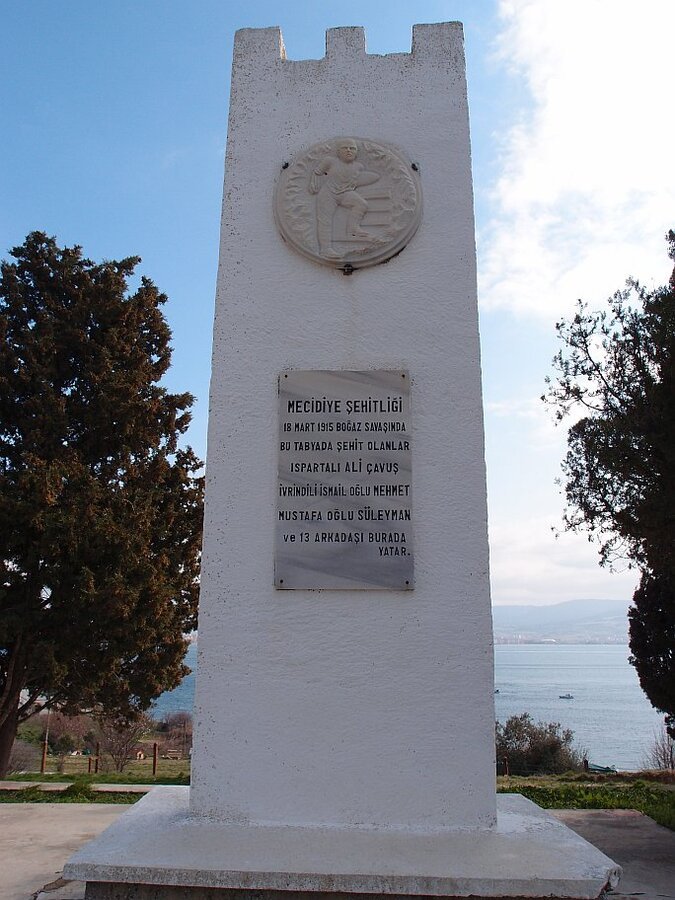 MECİDİYE ŞEHİTLİĞİ
18 MART 1915 BOĞAZ SAVAŞINDA
BU TABYADA ŞEHİT OLANLAR
ISPARTALI ALİ ÇAVUŞ
İVRİNDİLİ İSMAİL OĞLU MEHMET
MUSTAFA OĞLU SÜLEYMAN
ve 13 ARKADAŞI BURADA
YATAR.